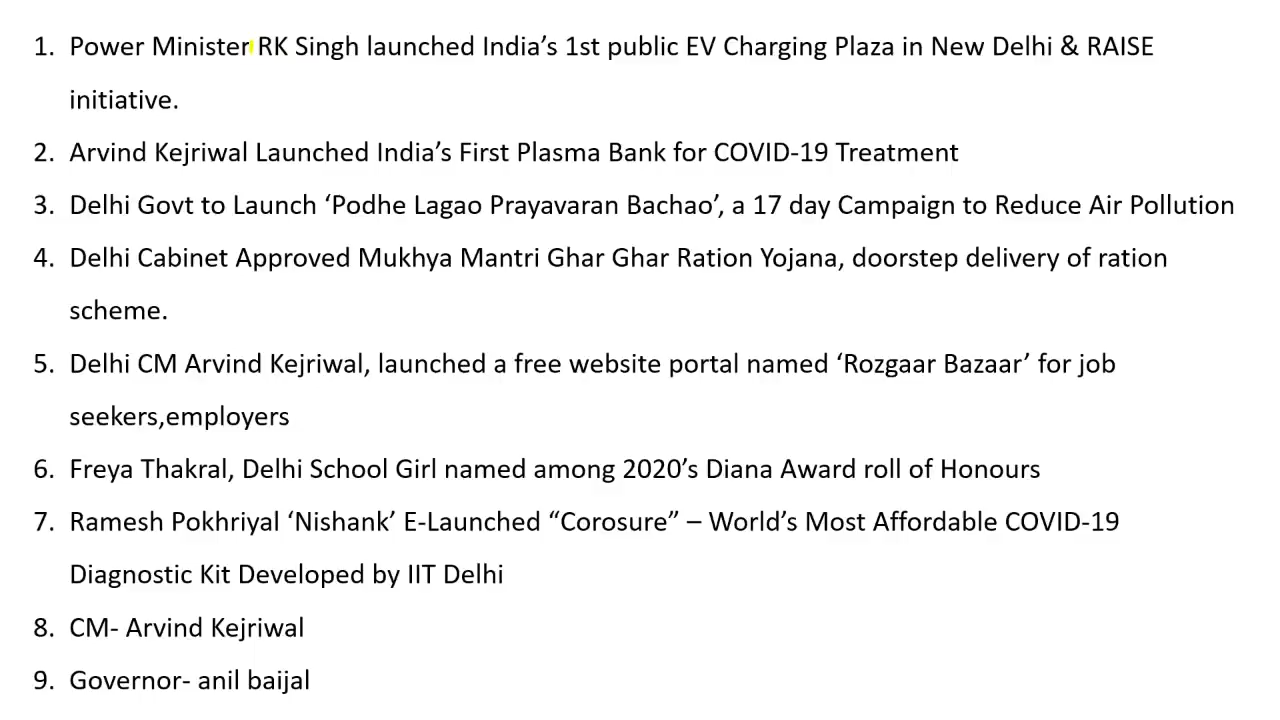 1. Power Minister RK Singh launched India’s 1st public EV Charging Plaza in New Delhi & RAISE
initiative.
2. Arvind Kejriwal Launched India’s First Plasma Bank for COVID-19 Treatment
3. Delhi Govt to Launch ‘Podhe Lagao Prayavaran Bachao’, a 17 day Campaign to Reduce Air Pollution
4. Delhi Cabinet Approved Mukhya Mantri Ghar Ghar Ration Yojana, doorstep delivery of ration
scheme.
5. Delhi CM Arvind Kejriwal, launched a free website portal named ‘Rozgaar Bazaar’ for job
seekers,employers
6. Freya Thakral, Delhi School Girl named among 2020’s Diana Award roll of Honours
7. Ramesh Pokhriyal ‘Nishank’ E-Launched “Corosure” – World’s Most Affordable COVID-19
Diagnostic Kit Developed by IIT Delhi
8. CM- Arvind Kejriwal
9. Governor- anil baijal